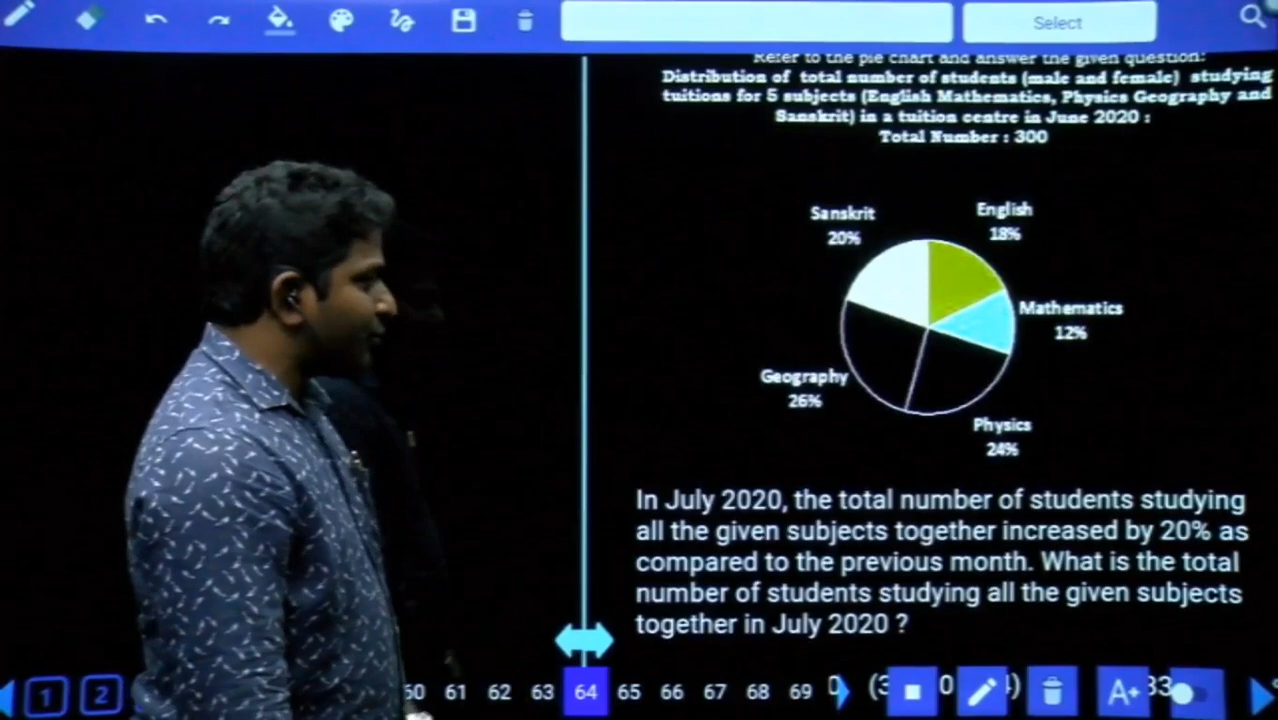 Select
Refer to the pie chart and answer the given question:
Distribution of total number of students (male and female) studying
tuitions for 5 subjects (English Mathematics, Physics Geography and
Sanskrit) in a tuition centre in June 2020 :
Total Number : 300
Sanskrit
20%
English
18%
Mathematics
12%
Geography
26%
Physics
24%
In July 2020, the total number of students studying
all the given subjects together increased by 20% as
compared to the previous month. What is the total
number of students studying all the given subjects
together in July 2020 ?
1 2 60 61 62 63 64 65 66 67 68 69 A+